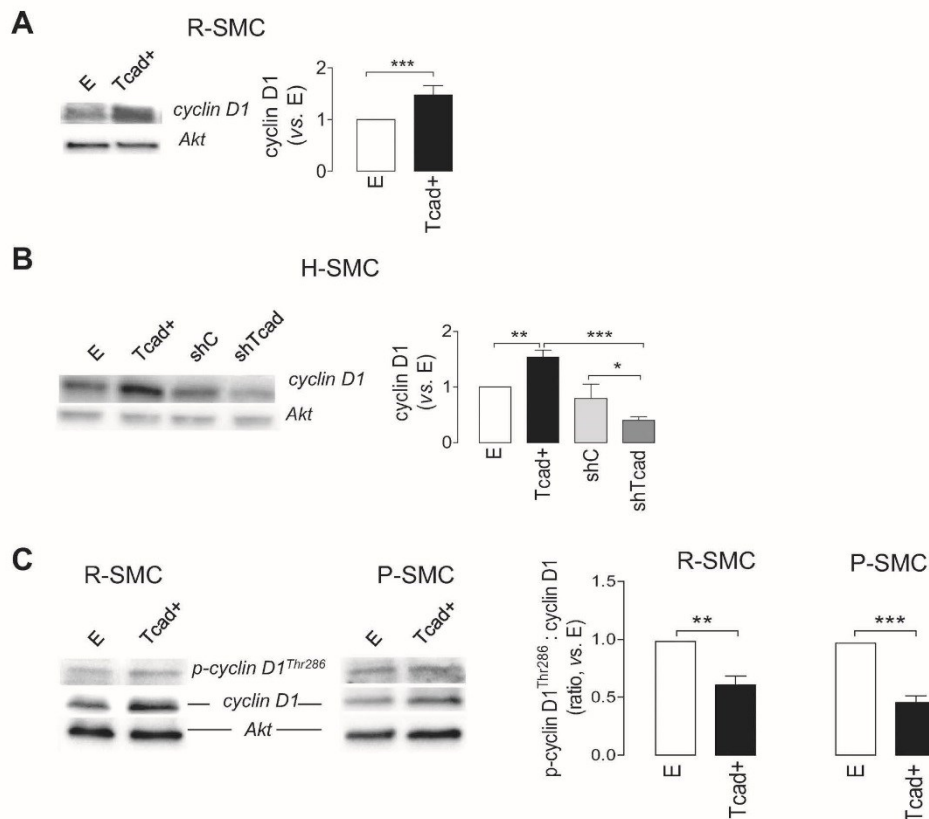 A
R-SMC
E Tcad+
cyclin D1
Akt
cyclin D1
(vs. E)
2
1
0
***
E
Tcad+
B
H-SMC
E Tcad+ shC shTcad
cyclin D1
Akt
cyclin D1
(vs. E)
2
1
0
** ***
*
E
Tcad+
shC
shTcad
C
R-SMC P-SMC
E Tcad+ E Tcad+
p-cyclin D1Thr286
cyclin D1
Akt
R-SMC P-SMC
p-cyclin D1Thr286 : cyclin D1
(ratio, vs. E)
1.5
1.0
0.5
0.0
** ***
E Tcad+ E Tcad+